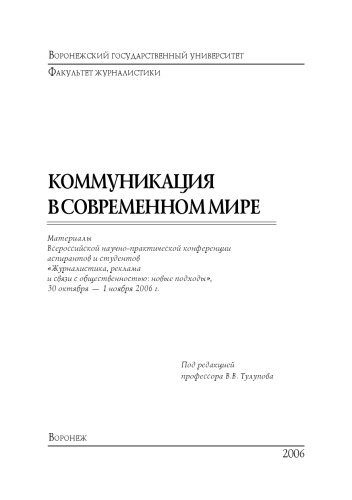 Воронежский государственный университет
Факультет журналистики
КОММУНИКАЦИЯ
В СОВРЕМЕННОМ МИРЕ
Материалы
Всероссийской научно-практической конференции
аспирантов и студентов
«Журналистика, реклама
и связи с общественностью: новые подходы»,
30 октября — 1 ноября 2006 г.
Под редакцией
профессора В.В. Тулупова
Воронеж
2006